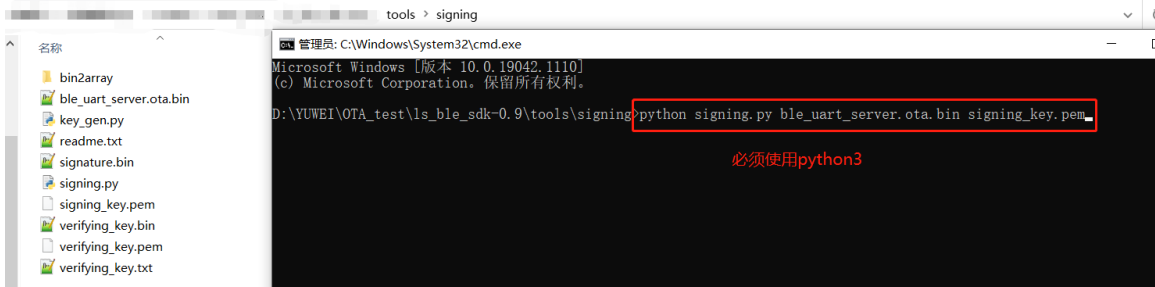 tools > signing
名称
bin2array
ble_uart_server.ota.bin
key_gen.py
readme.txt
signature.bin
signing.py
signing_key.pem
verifying_key.bin
verifying_key.pem
verifying_key.txt
管理员: C:\Windows\System32\cmd.exe
Microsoft Windows [版本 10.0.19042.1110]
(c) Microsoft Corporation。保留所有权利。
D:\YUWEI\OTA_test\ls_ble_sdk-0.9\tools\signing>python signing.py ble_uart_server.ota.bin signing_key.pem
必须使用python3